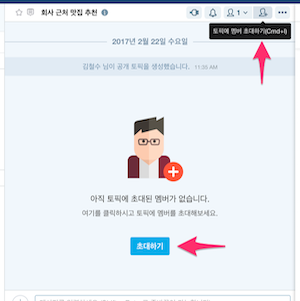 회사 근처 맛집 추천
1
토픽에 멤버 초대하기(Cmd+I)
2017년 2월 22일 수요일
김철수 님이 공개 토픽을 생성했습니다. 11:36 AM
아직 토픽에 초대된 멤버가 없습니다.
여기를 클릭하시고 토픽에 멤버를 초대해보세요.
초대하기